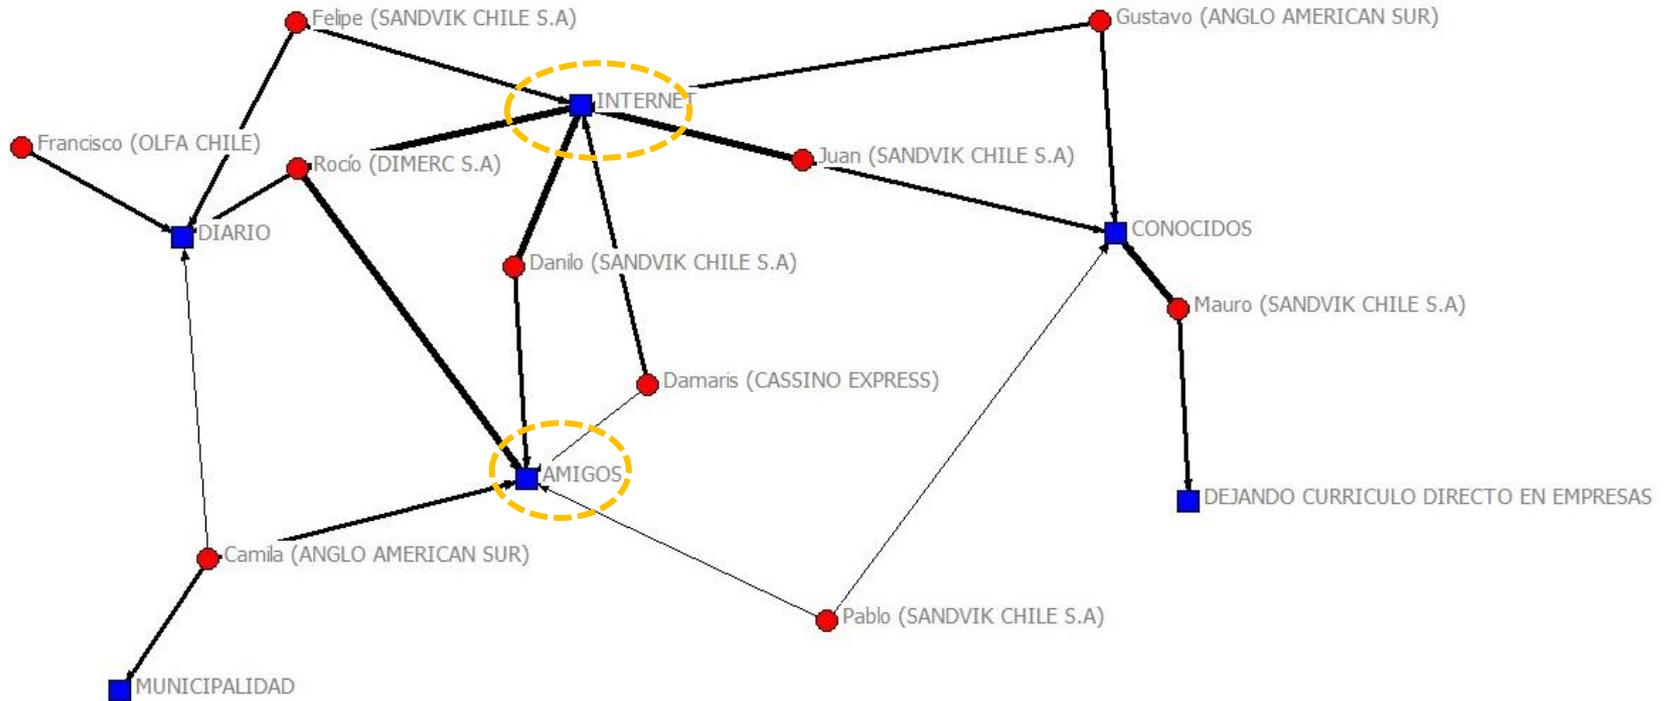 Felipe (SANDVIK CHILE S.A)
Gustavo (ANGLO AMERICAN SUR)
INTERNET
Francisco (OLFA CHILE)
Rocío (DIMERC S.A)
Juan (SANDVIK CHILE S.A)
DIARIO
CONOCIDOS
Danilo (SANDVIK CHILE S.A)
Mauro (SANDVIK CHILE S.A)
Damaris (CASSINO EXPRESS)
AMIGOS
DEJANDO CURRICULO DIRECTO EN EMPRESAS
Camila (ANGLO AMERICAN SUR)
Pablo (SANDVIK CHILE S.A)
MUNICIPALIDAD